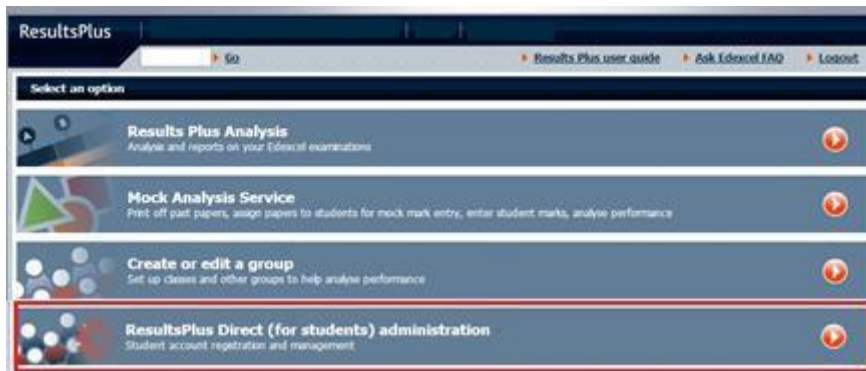 ResultsPlus
Go
Results Plus user guide
Ask Edexcel FAQ
Logout
Select an option
Results Plus Analysis
Analysis and reports on your Edexcel examinations
Mock Analysis Service
Print off past papers, assign papers to students for mock mark entry, enter student marks, analyse performance
Create or edit a group
Set up classes and other groups to help analyse performance
ResultsPlus Direct (for students) administration
Student account registration and management